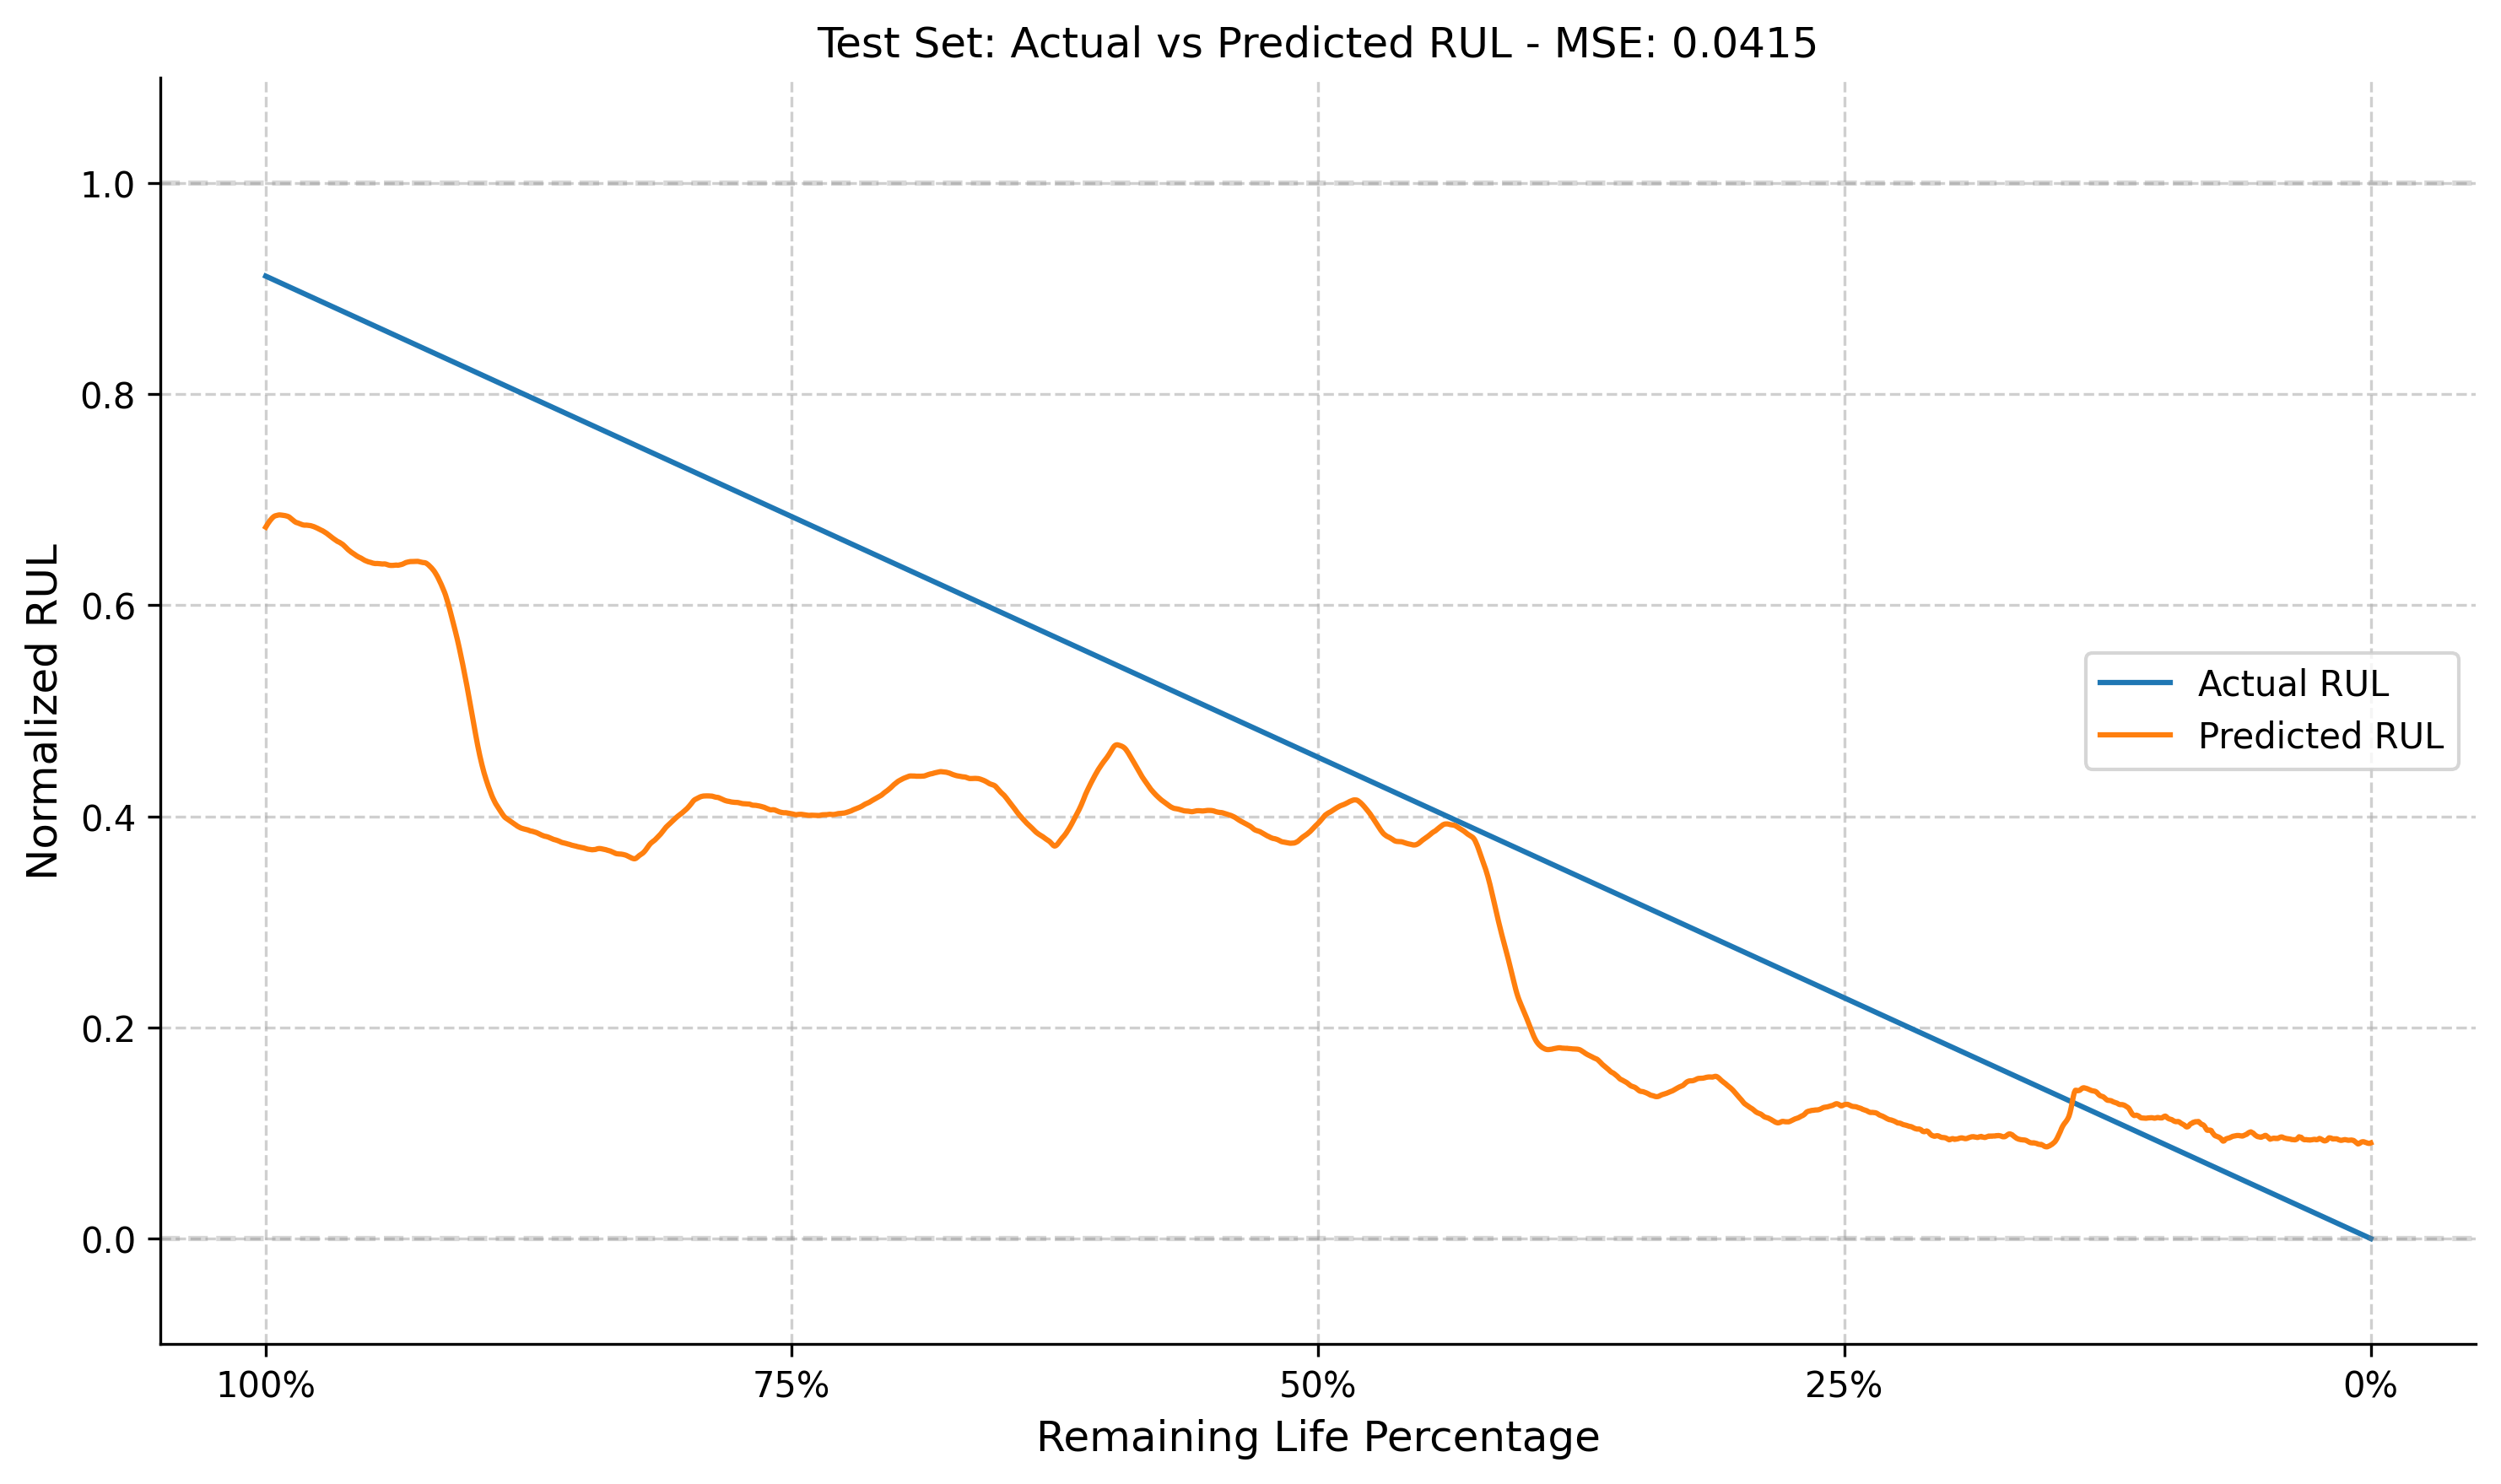 Test Set: Actual vs Predicted RUL - MSE: 0.0415
Normalized RUL
1.0
0.8
0.6
0.4
0.2
0.0
Actual RUL
Predicted RUL
100%
75%
50%
25%
0%
Remaining Life Percentage